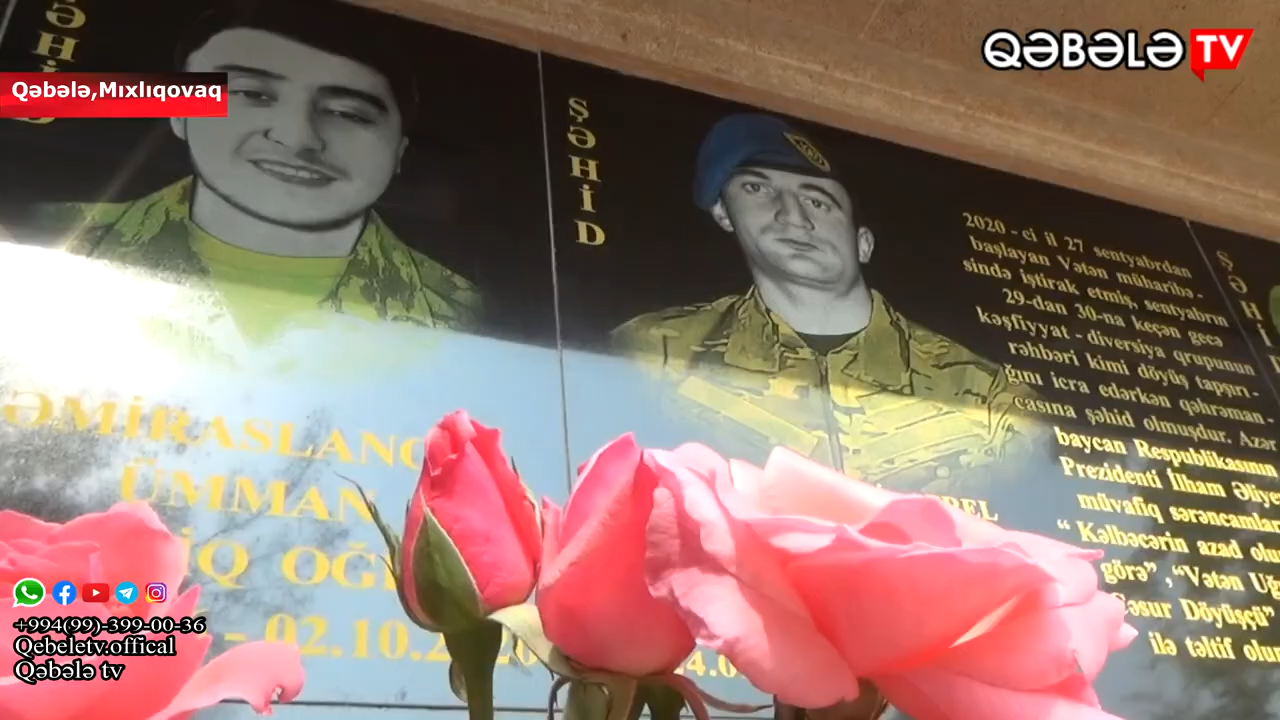 QƏBƏLƏ TV
Qəbələ,Mıxlıqovaq
ŞƏHİD
2020 - ci il 27 sentyabrdan
başlayan Vətən müharibə -
sində iştirak etmiş, sentyabrın
29-dan 30-na keçən gecə
kəşfiyyat - diversiya qrupunun
rəhbəri kimi döyüş tapşırı -
ğını icra edərkən qəhrəman -
casına şəhid olmuşdur. Azər
baycan Respublikasının
Prezidenti İlham Əliye
müvafiq sərəncamlar
“ Kəlbəcərin azad olu
görə” ,“Vətən Uğ
Cəsur Döyüşçü”
ilə təltif olun
ƏMİRASLANO
ÜMMAN
İQ OĞ
- 02.10.2
+994(99)-399-00-36
Qebeletv.offical
Qəbələ tv